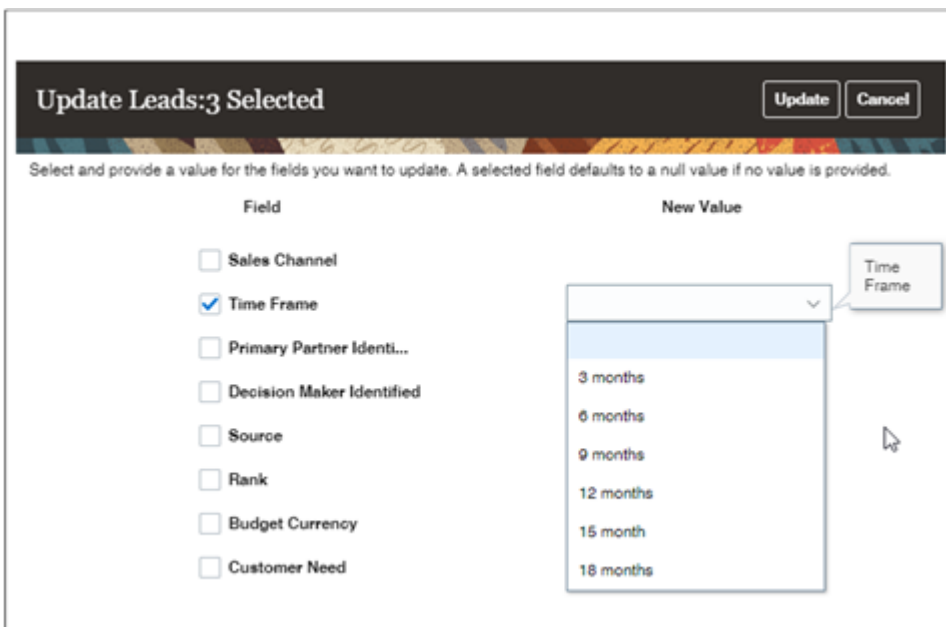 Update Leads:3 Selected
Update
Cancel
Select and provide a value for the fields you want to update. A selected field defaults to a null value if no value is provided.
Field
New Value
Sales Channel
Time Frame
Time
Frame
Primary Partner Identi...
Decision Maker Identified
Source
Rank
Budget Currency
Customer Need
3 months
6 months
9 months
12 months
15 month
18 months